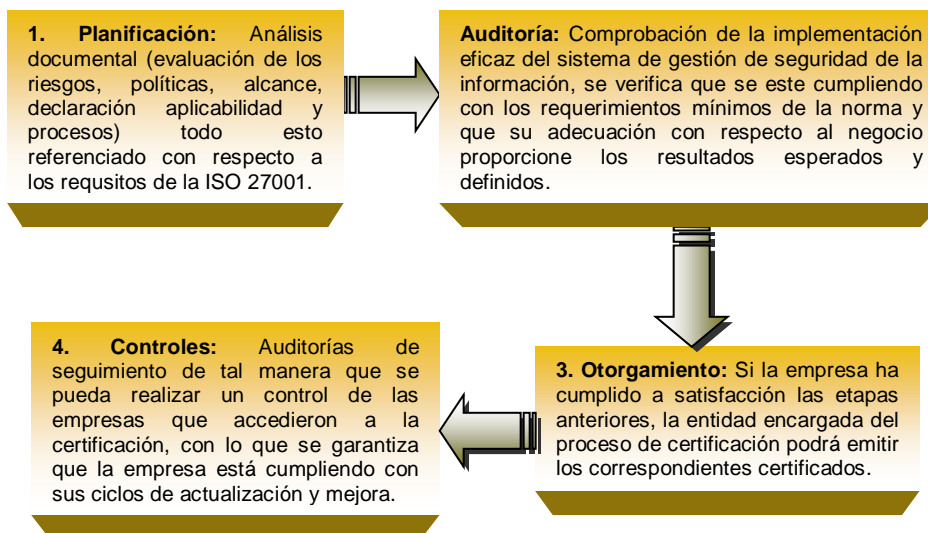 1. Planificación: Análisis
documental (evaluación de los
riesgos, políticas, alcance,
declaración aplicabilidad y
procesos) todo esto
referenciado con respecto a
los requsitos de la ISO 27001.
Auditoría: Comprobación de la implementación
eficaz del sistema de gestión de seguridad de la
información, se verifica que se este cumpliendo
con los requerimientos mínimos de la norma y
que su adecuación con respecto al negocio
proporcione los resultados esperados y
definidos.
3. Otorgamiento: Si la empresa ha
cumplido a satisfacción las etapas
anteriores, la entidad encargada del
proceso de certificación podrá emitir
los correspondientes certificados.
4. Controles: Auditorías de
seguimiento de tal manera que se
pueda realizar un control de las
empresas que accedieron a la
certificación, con lo que se garantiza
que la empresa está cumpliendo con
sus ciclos de actualización y mejora.